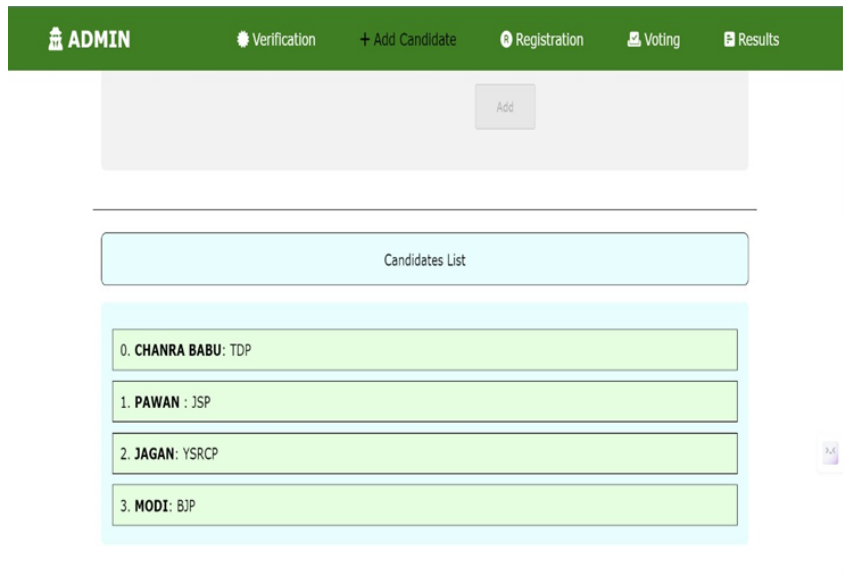 ADMIN Verification + Add Candidate R Registration Voting Results
Add
Candidates List
0. CHANRA BABU: TDP
1. PAWAN : JSP
2. JAGAN: YSRCP
3. MODI: BJP